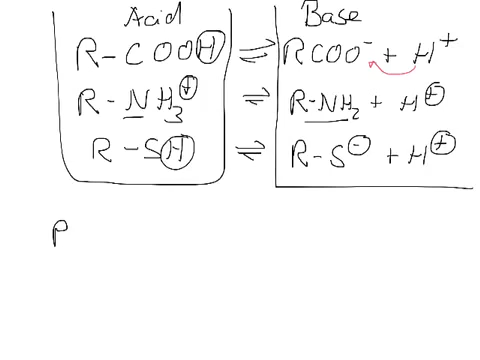 Acid Base
R-COOH ⇌ RCOO⁻ + H⁺
R-NH₃⊕ ⇌ R-NH₂ + H⊕
R-SH ⇌ R-S⊖ + H⊕
P